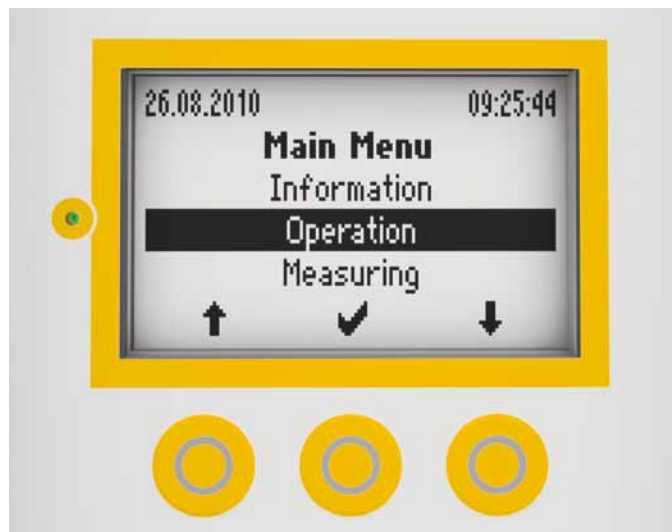 26.08.2010 09:25:44
Main Menu
Information
Operation
Measuring